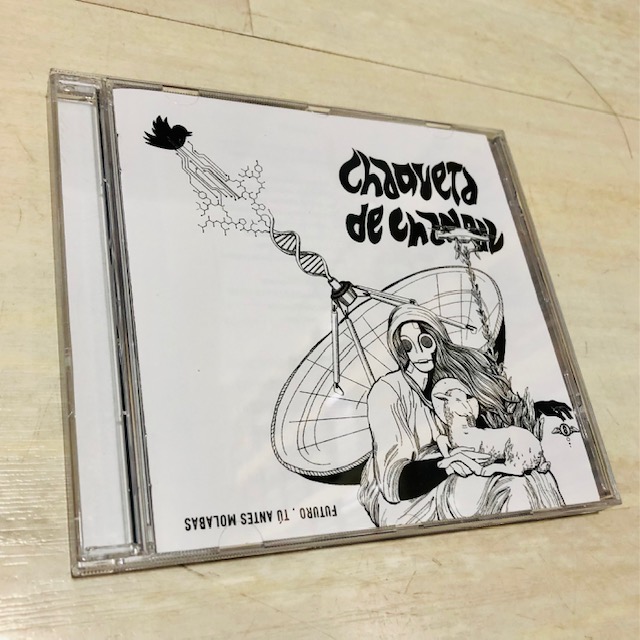 Chaqueta
de Chandal
FUTURO, TÚ ANTES MOLABAS